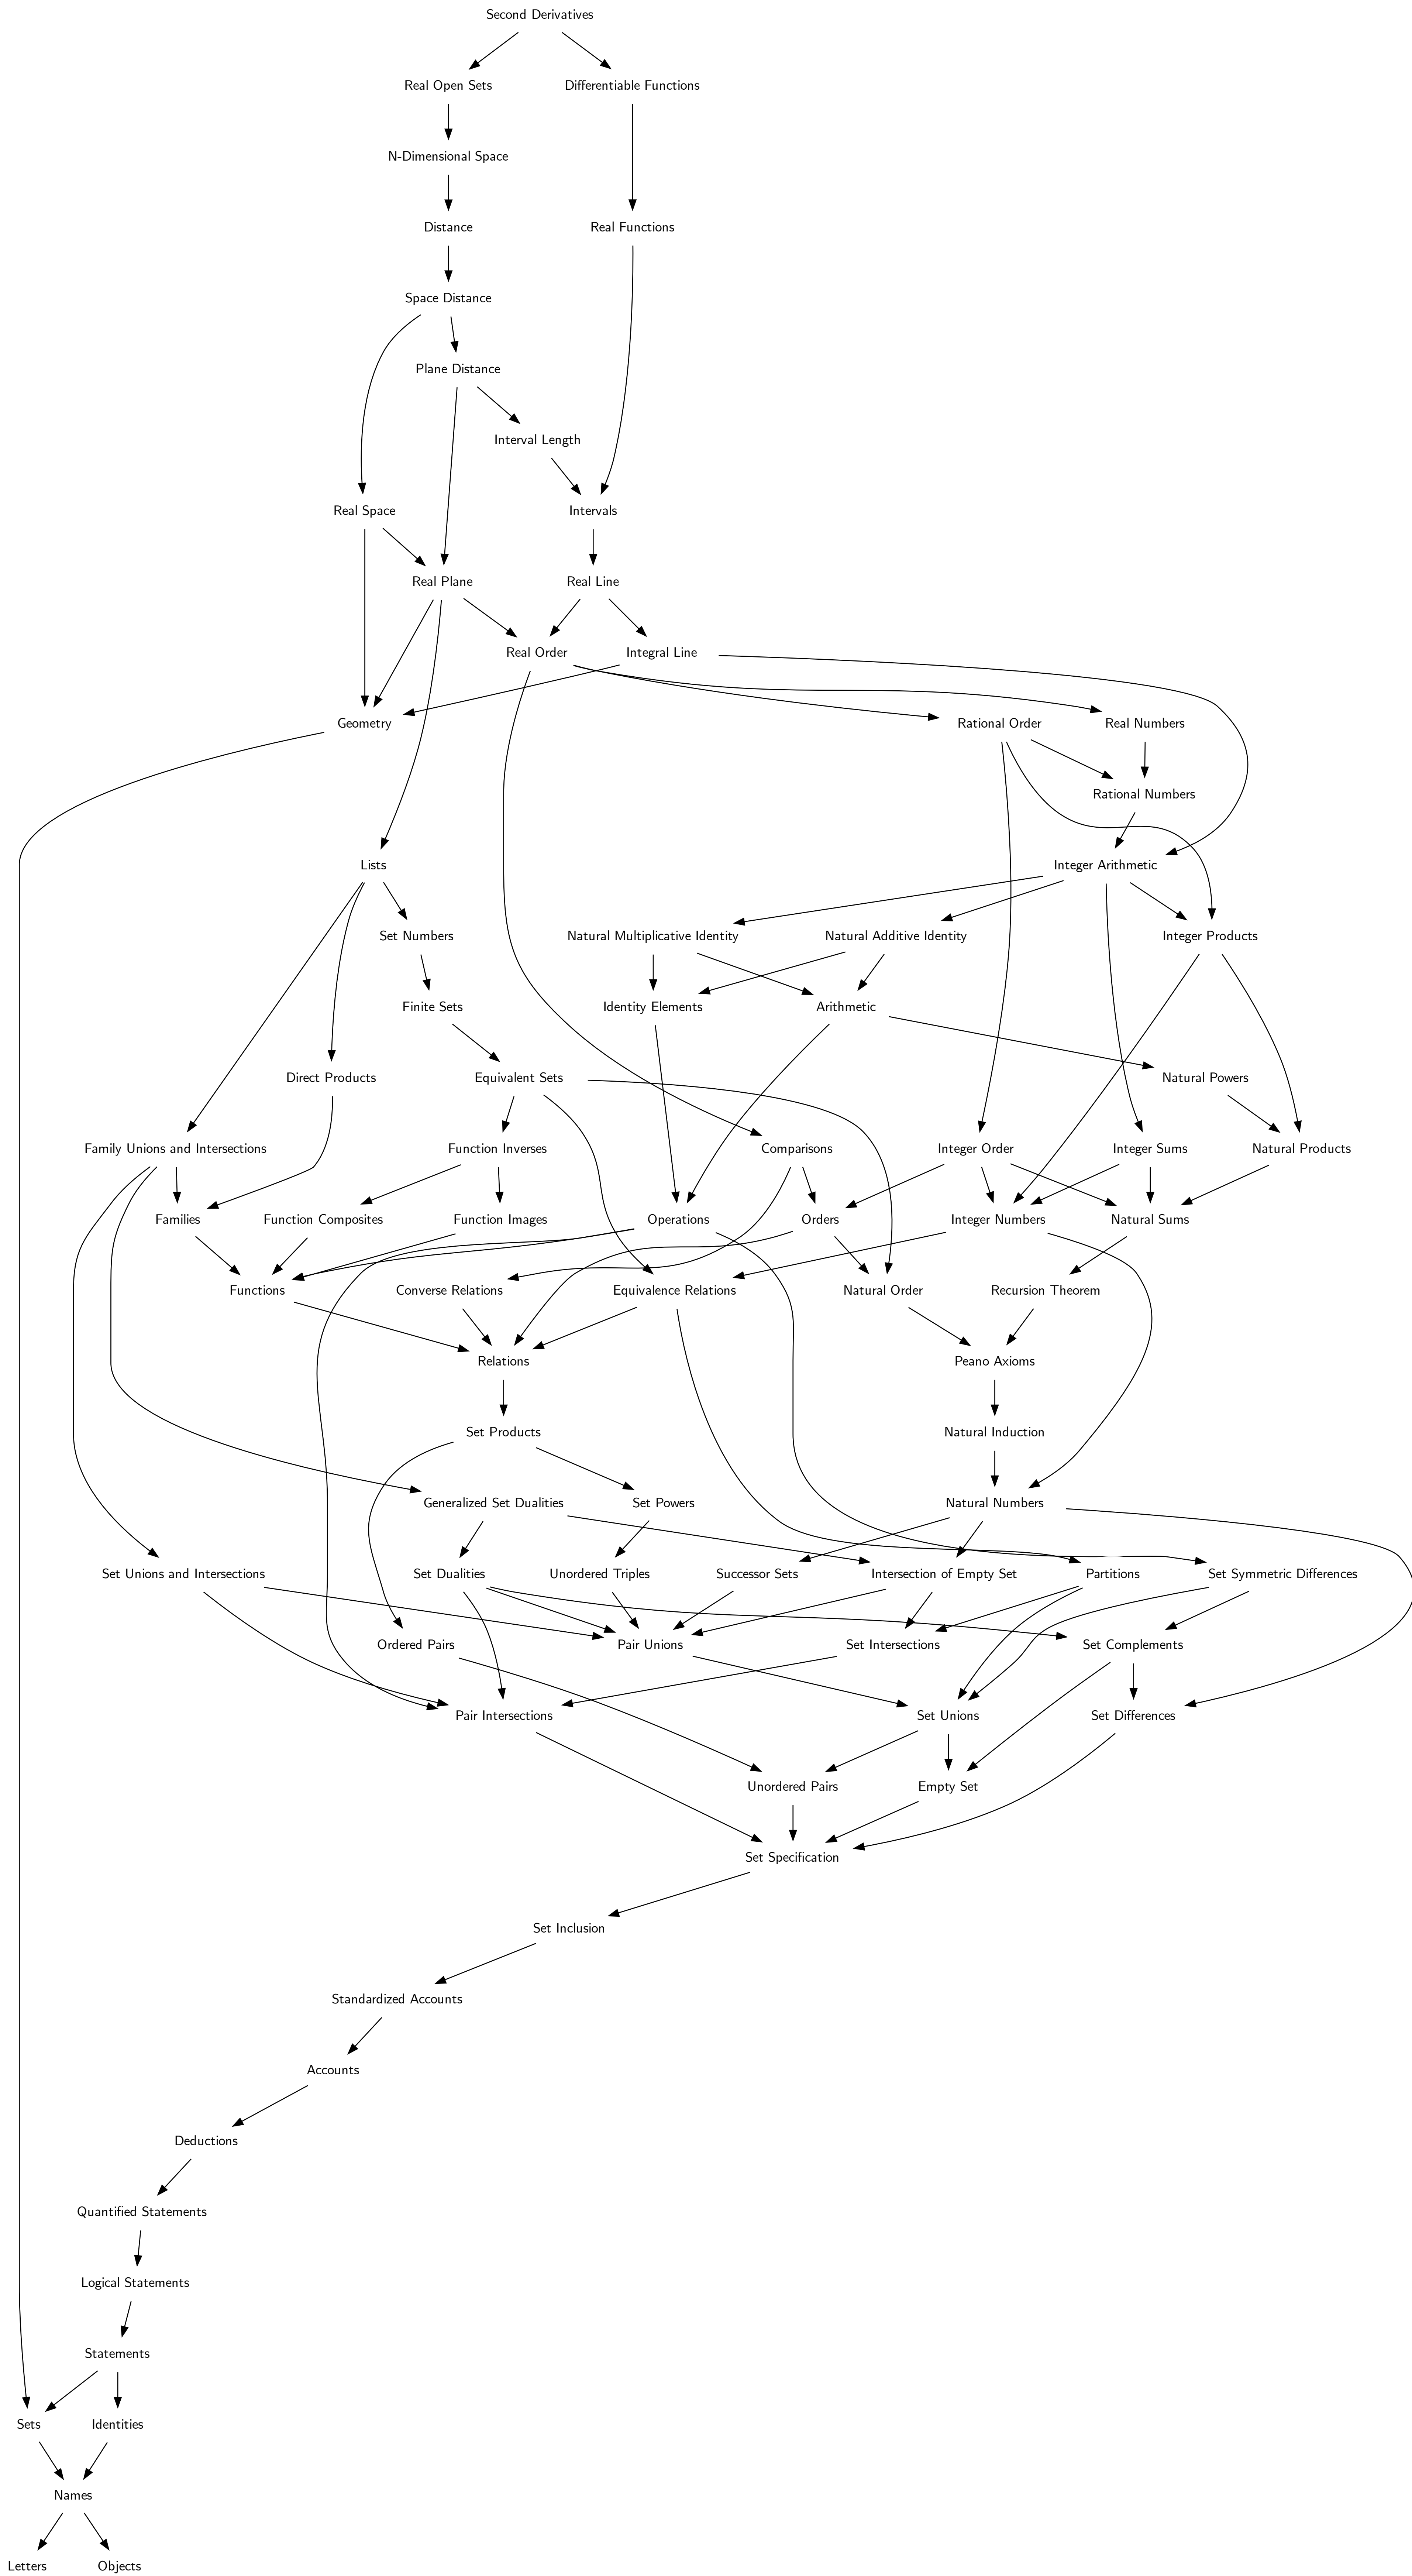 Second Derivatives
Real Open Sets
Differentiable Functions
N-Dimensional Space
Distance
Real Functions
Space Distance
Plane Distance
Interval Length
Real Space
Intervals
Real Plane
Real Line
Real Order
Integral Line
Geometry
Rational Order
Real Numbers
Rational Numbers
Lists
Integer Arithmetic
Set Numbers
Natural Multiplicative Identity
Natural Additive Identity
Integer Products
Finite Sets
Identity Elements
Arithmetic
Direct Products
Equivalent Sets
Natural Powers
Family Unions and Intersections
Function Inverses
Comparisons
Integer Order
Integer Sums
Natural Products
Families
Function Composites
Function Images
Operations
Orders
Integer Numbers
Natural Sums
Functions
Converse Relations
Equivalence Relations
Natural Order
Recursion Theorem
Relations
Peano Axioms
Set Products
Natural Induction
Generalized Set Dualities
Set Powers
Natural Numbers
Set Unions and Intersections
Set Dualities
Unordered Triples
Successor Sets
Intersection of Empty Set
Partitions
Set Symmetric Differences
Ordered Pairs
Pair Unions
Set Intersections
Set Complements
Pair Intersections
Set Unions
Set Differences
Unordered Pairs
Empty Set
Set Specification
Set Inclusion
Standardized Accounts
Accounts
Deductions
Quantified Statements
Logical Statements
Statements
Sets
Identities
Names
Letters
Objects